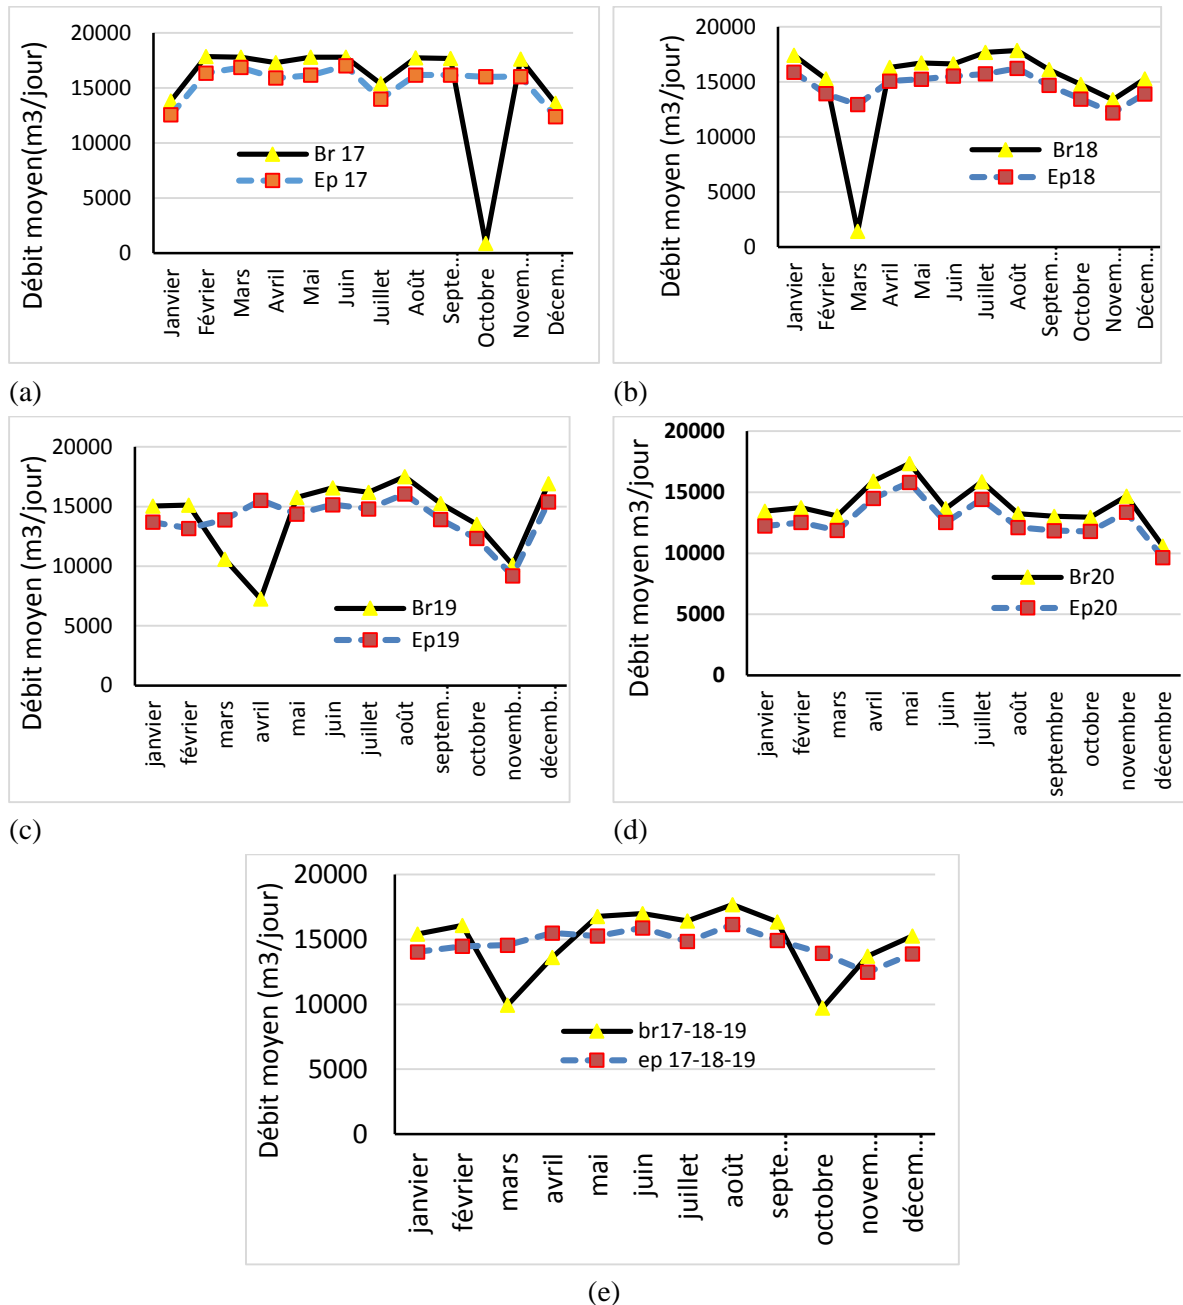 Débit moyen(m3/jour)
20000
15000
10000
5000
0
Br 17
Ep 17
Janvier
Février
Mars
Avril
Mai
Juin
Juillet
Août
Septe...
Octobre
Novem...
Décem...
(a)
Débit moyen (m3/jour)
20000
15000
10000
5000
0
Br18
Ep18
Janvier
Février
Mars
Avril
Mai
Juin
Juillet
Août
Septem...
Octobre
Novem...
Décem...
(b)
Débit moyen (m3/jour)
20000
15000
10000
5000
0
Br19
Ep19
janvier
février
mars
avril
mai
juin
juillet
août
septem...
octobre
novemb...
décemb...
(c)
Débit moyen m3/jour
20000
15000
10000
5000
0
Br20
Ep20
janvier
février
mars
avril
mai
juin
juillet
août
septembre
octobre
novembre
décembre
(d)
Débit moyen (m3/jour)
20000
15000
10000
5000
0
br17-18-19
ep 17-18-19
janvier
février
mars
avril
mai
juin
juillet
août
septe...
octobre
novem...
décem...
(e)